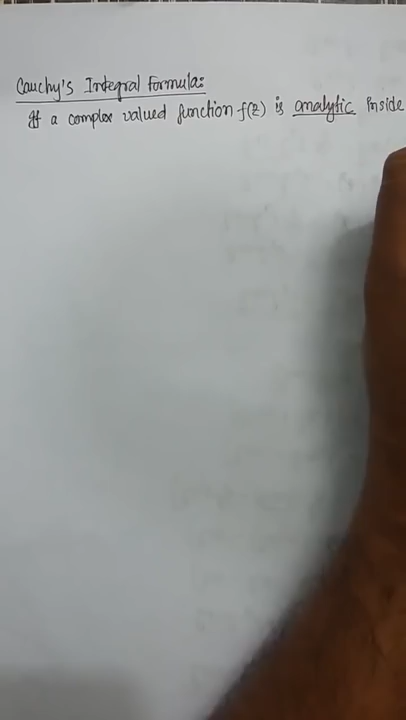 Cauchy's Integral Formula:
If a complex valued function f(z) is analytic inside